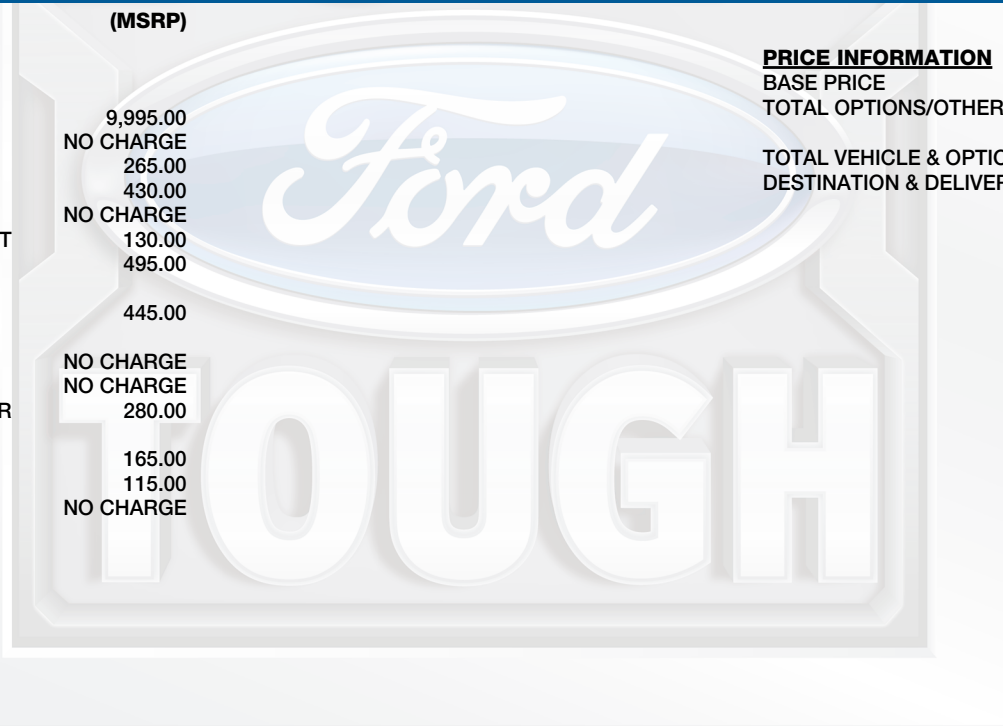 (MSRP)
9,995.00
NO CHARGE
265.00
430.00
NO CHARGE
T 130.00
495.00
445.00
NO CHARGE
NO CHARGE
R 280.00
165.00
115.00
NO CHARGE
PRICE INFORMATION
BASE PRICE
TOTAL OPTIONS/OTHER
TOTAL VEHICLE & OPTIO
DESTINATION & DELIVER
Ford
TOUGH